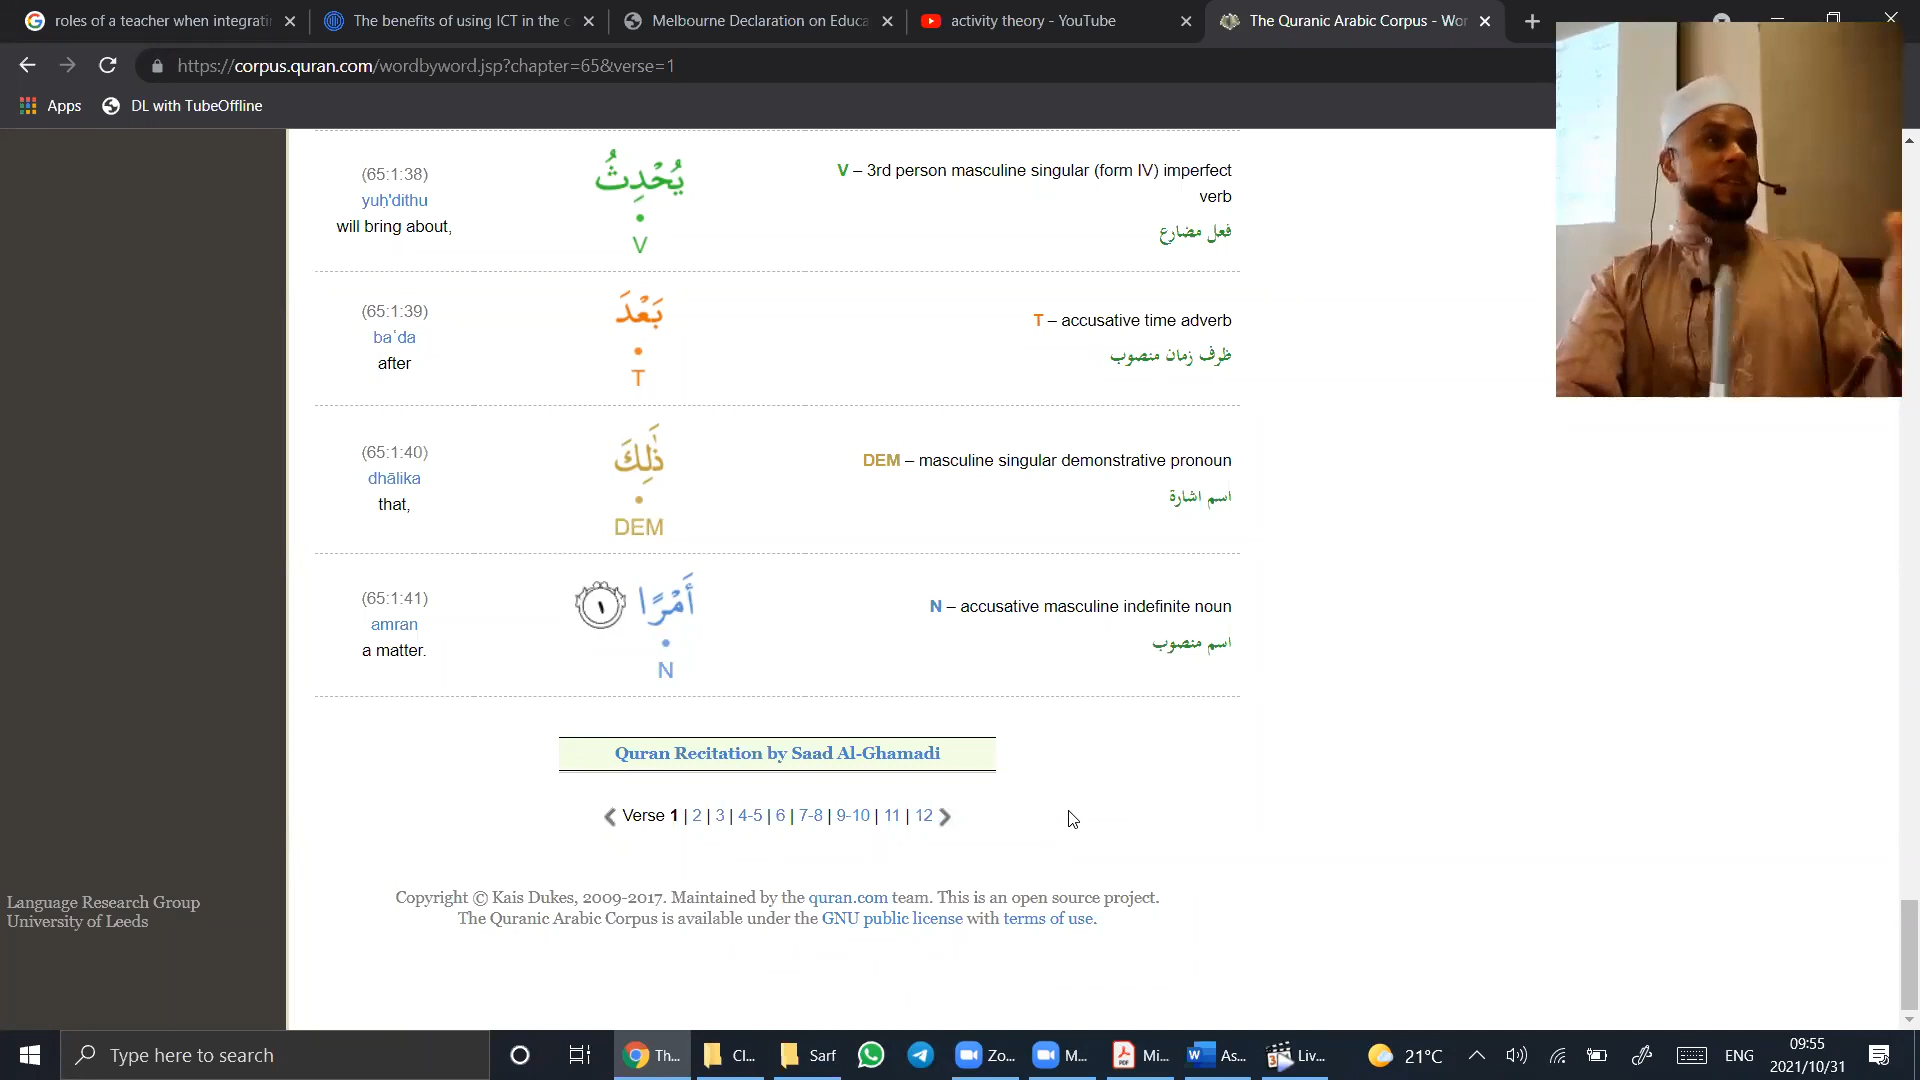 roles of a teacher when integrati
The benefits of using ICT in the c
Melbourne Declaration on Educa
activity theory - YouTube
The Quranic Arabic Corpus - Wor
https://corpus.quran.com/wordbyword.jsp?chapter=65&verse=1
Apps
DL with TubeOffline
(65:1:38)
yuḥ'dithu
will bring about,
يُحْدِثُ
V
V – 3rd person masculine singular (form IV) imperfect
verb
فعل مضارع
(65:1:39)
baʿda
after
بَعْدَ
T
T – accusative time adverb
ظرف زمان منصوب
(65:1:40)
dhālika
that,
ذَٰلِكَ
DEM
DEM – masculine singular demonstrative pronoun
اسم اشارة
(65:1:41)
amran
a matter.
أَمْرًا ١
N
N – accusative masculine indefinite noun
اسم منصوب
Quran Recitation by Saad Al-Ghamadi
Verse 1 | 2 | 3 | 4-5 | 6 | 7-8 | 9-10 | 11 | 12
Copyright © Kais Dukes, 2009-2017. Maintained by the quran.com team. This is an open source project.
The Quranic Arabic Corpus is available under the GNU public license with terms of use.
Language Research Group
University of Leeds
Type here to search
Th...
Cl...
Sarf
Zo...
M...
Mi...
As...
Liv...
21°C
ENG
09:55
2021/10/31